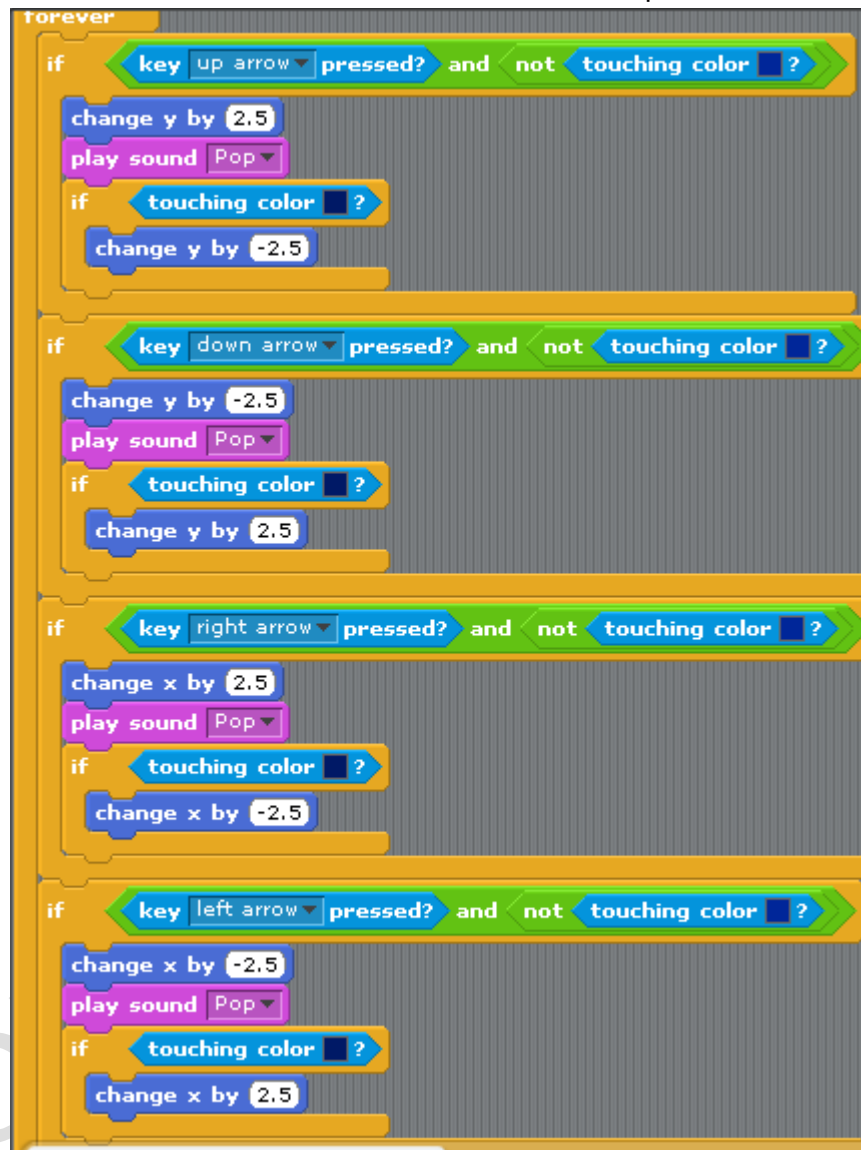 forever
if key up arrow pressed? and not touching color ?
change y by 2.5
play sound Pop
if touching color ?
change y by -2.5
if key down arrow pressed? and not touching color ?
change y by -2.5
play sound Pop
if touching color ?
change y by 2.5
if key right arrow pressed? and not touching color ?
change x by 2.5
play sound Pop
if touching color ?
change x by -2.5
if key left arrow pressed? and not touching color ?
change x by -2.5
play sound Pop
if touching color ?
change x by 2.5